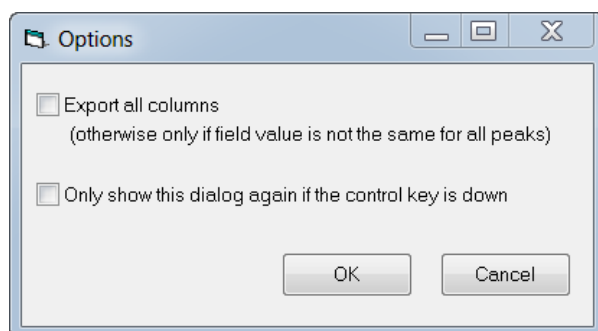 Options
Export all columns
(otherwise only if field value is not the same for all peaks)
Only show this dialog again if the control key is down
OK
Cancel